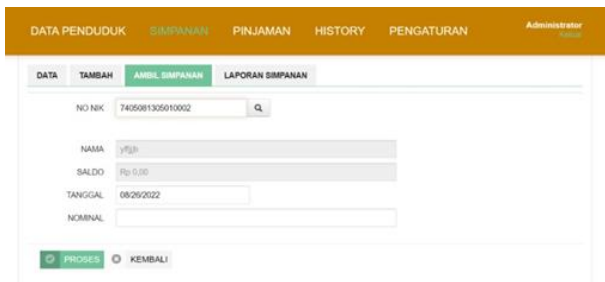 DATA PENDUDUK SIMPANAN PINJAMAN HISTORY PENGATURAN Administrator
Keluar
DATA TAMBAH AMBIL SIMPANAN LAPORAN SIMPANAN
NO NIK 7405081305010002
NAMA
SALDO Rp 0,00
TANGGAL 08/26/2022
NOMINAL
PROSES KEMBALI